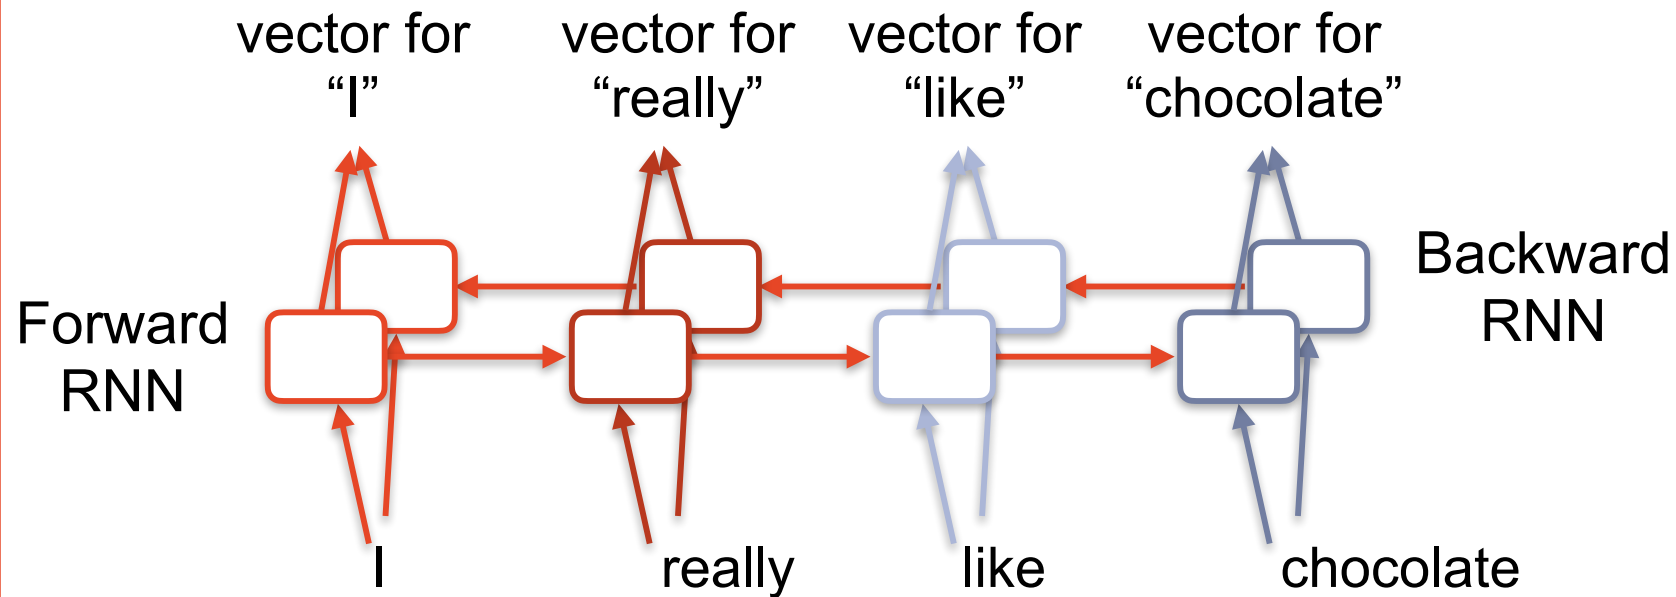 vector for
“I”
vector for
“really”
vector for
“like”
vector for
“chocolate”
Backward
RNN
Forward
RNN
I
really
like
chocolate